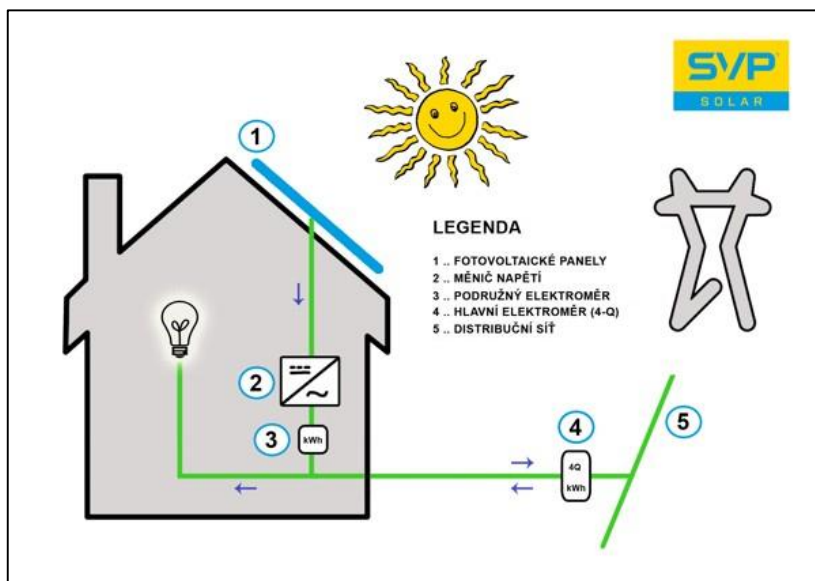 SVP
SOLAR
1
LEGENDA
1 .. FOTOVOLTAICKÉ PANELY
2 .. MĚNIČ NAPĚTÍ
3 .. PODRUŽNÝ ELEKTROMĚR
4 .. HLAVNÍ ELEKTROMĚR (4-Q)
5 .. DISTRIBUČNÍ SÍŤ
2
3
kWh
4
5
4Q
kWh